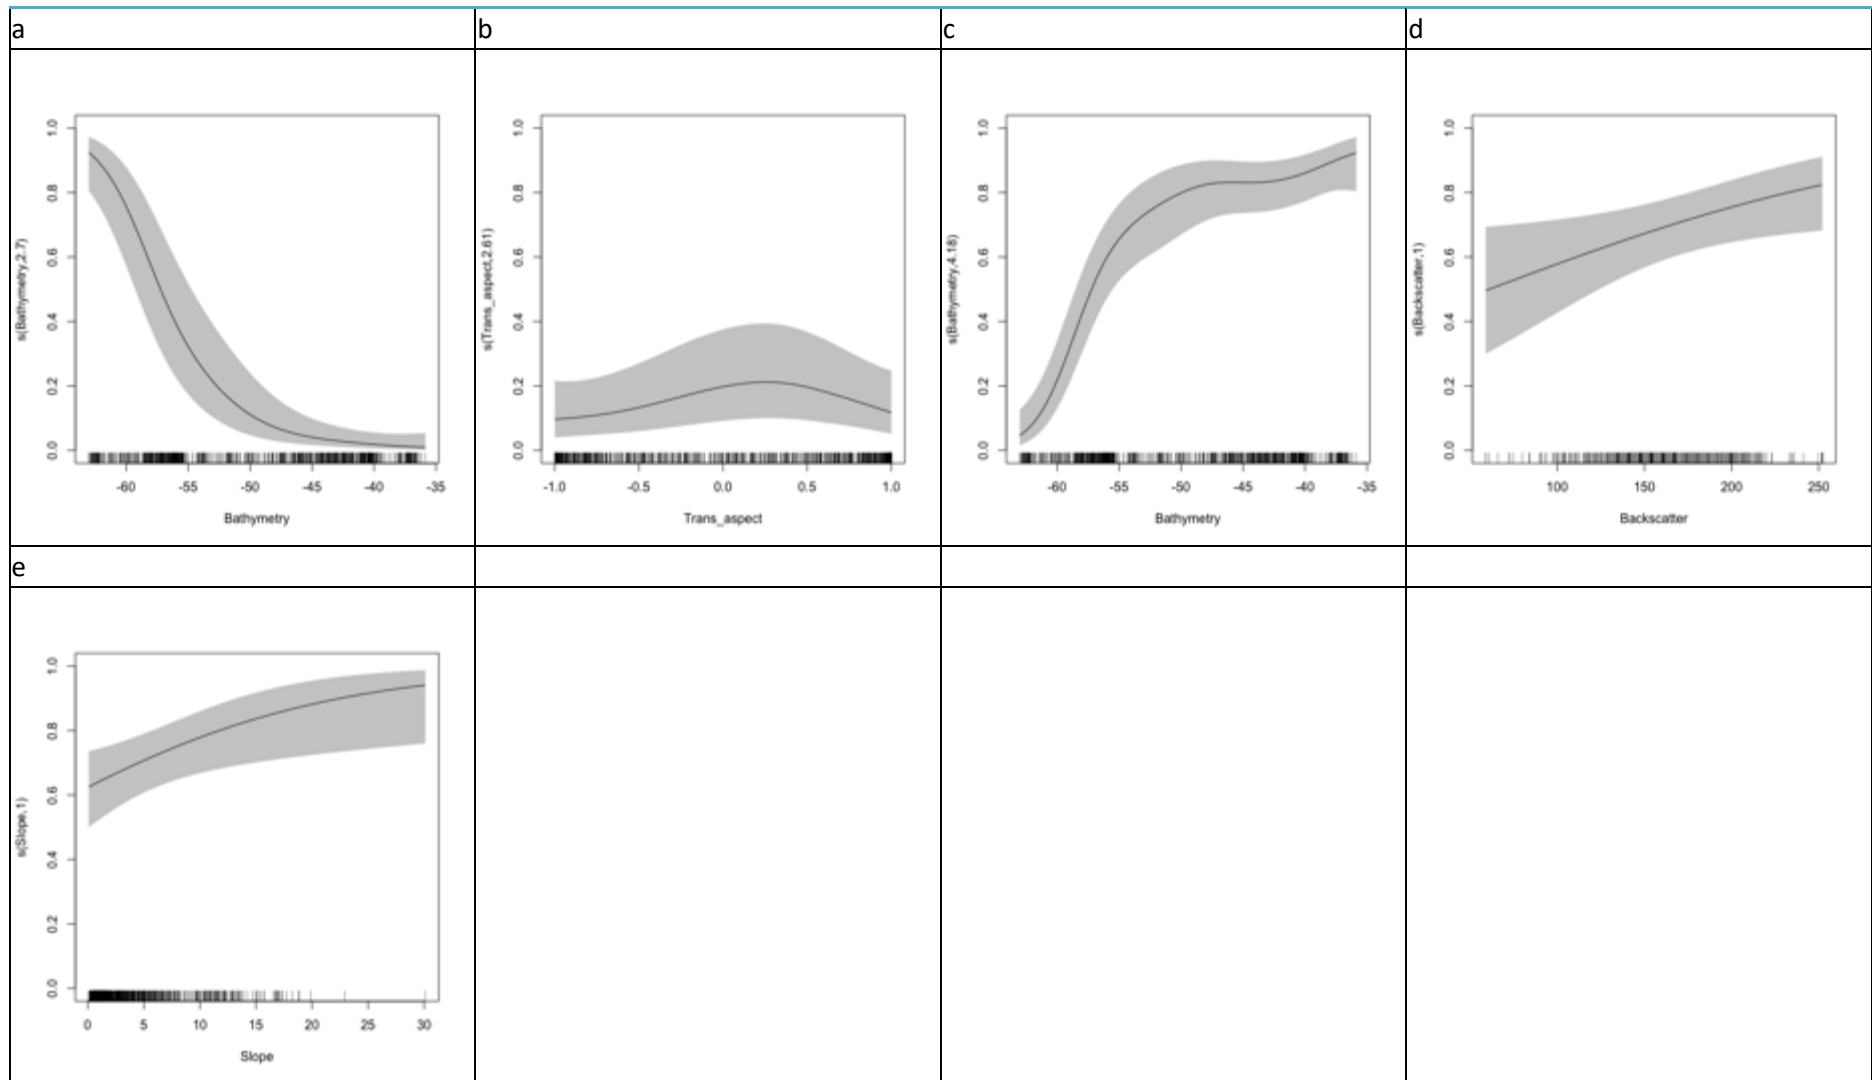 a b c d
s(Bathymetry,2.7)
1.0
0.8
0.6
0.4
0.2
0.0
-60 -55 -50 -45 -40 -35
Bathymetry
s(Trans_aspect,2.61)
1.0
0.8
0.6
0.4
0.2
0.0
-1.0 -0.5 0.0 0.5 1.0
Trans_aspect
s(Bathymetry,4.18)
1.0
0.8
0.6
0.4
0.2
0.0
-60 -55 -50 -45 -40 -35
Bathymetry
s(Backscatter,1)
1.0
0.8
0.6
0.4
0.2
0.0
100 150 200 250
Backscatter
e
s(Slope,1)
1.0
0.8
0.6
0.4
0.2
0.0
0 5 10 15 20 25 30
Slope